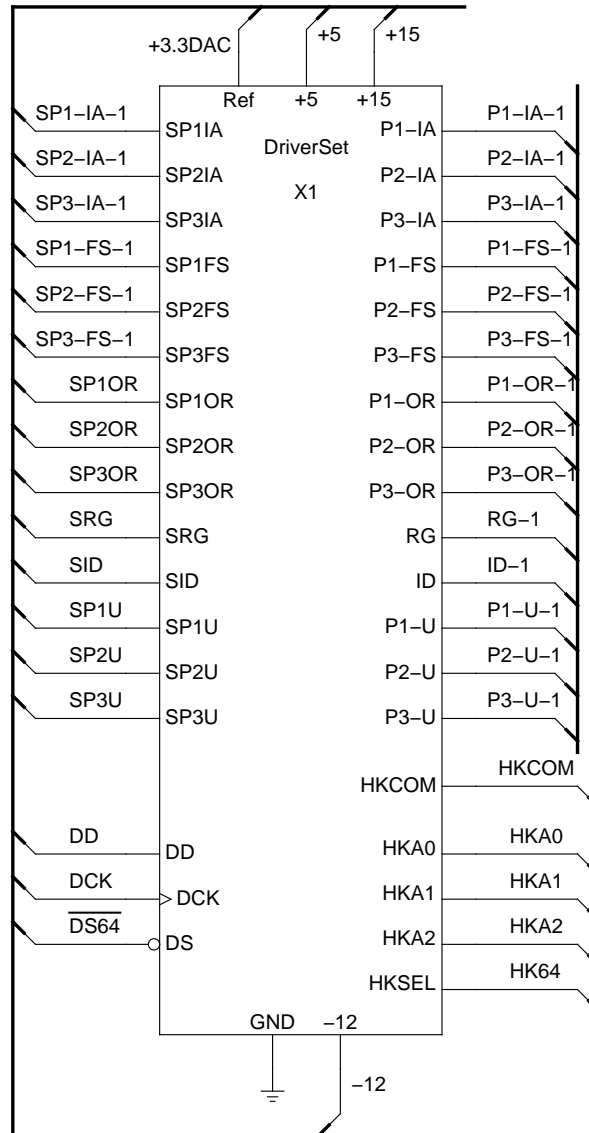 +3.3DAC +5 +15
Ref +5 +15
DriverSet
X1
SP1-IA-1 SP1IA P1-IA P1-IA-1
SP2-IA-1 SP2IA P2-IA P2-IA-1
SP3-IA-1 SP3IA P3-IA P3-IA-1
SP1-FS-1 SP1FS P1-FS P1-FS-1
SP2-FS-1 SP2FS P2-FS P2-FS-1
SP3-FS-1 SP3FS P3-FS P3-FS-1
SP1OR SP1OR P1-OR P1-OR-1
SP2OR SP2OR P2-OR P2-OR-1
SP3OR SP3OR P3-OR P3-OR-1
SRG SRG RG RG-1
SID SID ID ID-1
SP1U SP1U P1-U P1-U-1
SP2U SP2U P2-U P2-U-1
SP3U SP3U P3-U P3-U-1
HKCOM HKCOM
DD DD HKA0 HKA0
DCK DCK HKA1 HKA1
DS64 DS HKA2 HKA2
HKSEL HK64
GND -12
-12